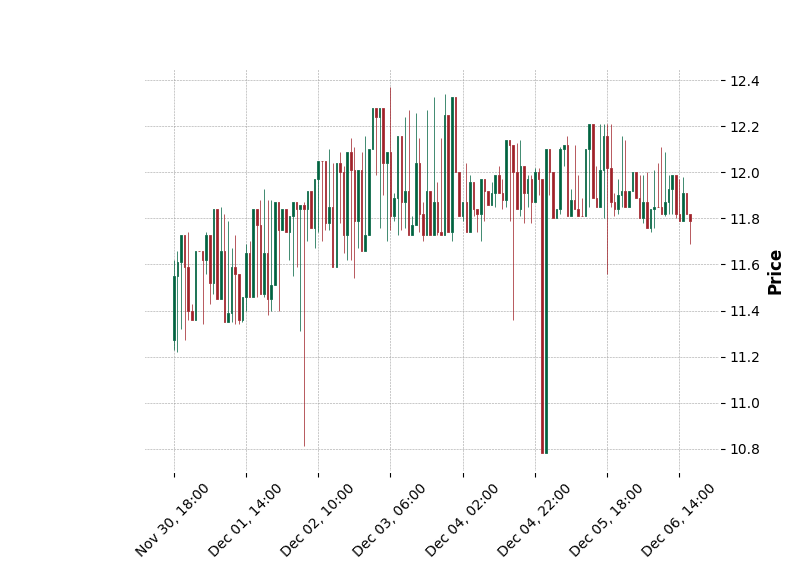 12.4
12.2
12.0
11.8
11.6
11.4
11.2
11.0
10.8
Price
Nov 30, 18:00
Dec 01, 14:00
Dec 02, 10:00
Dec 03, 06:00
Dec 04, 02:00
Dec 04, 22:00
Dec 05, 18:00
Dec 06, 14:00